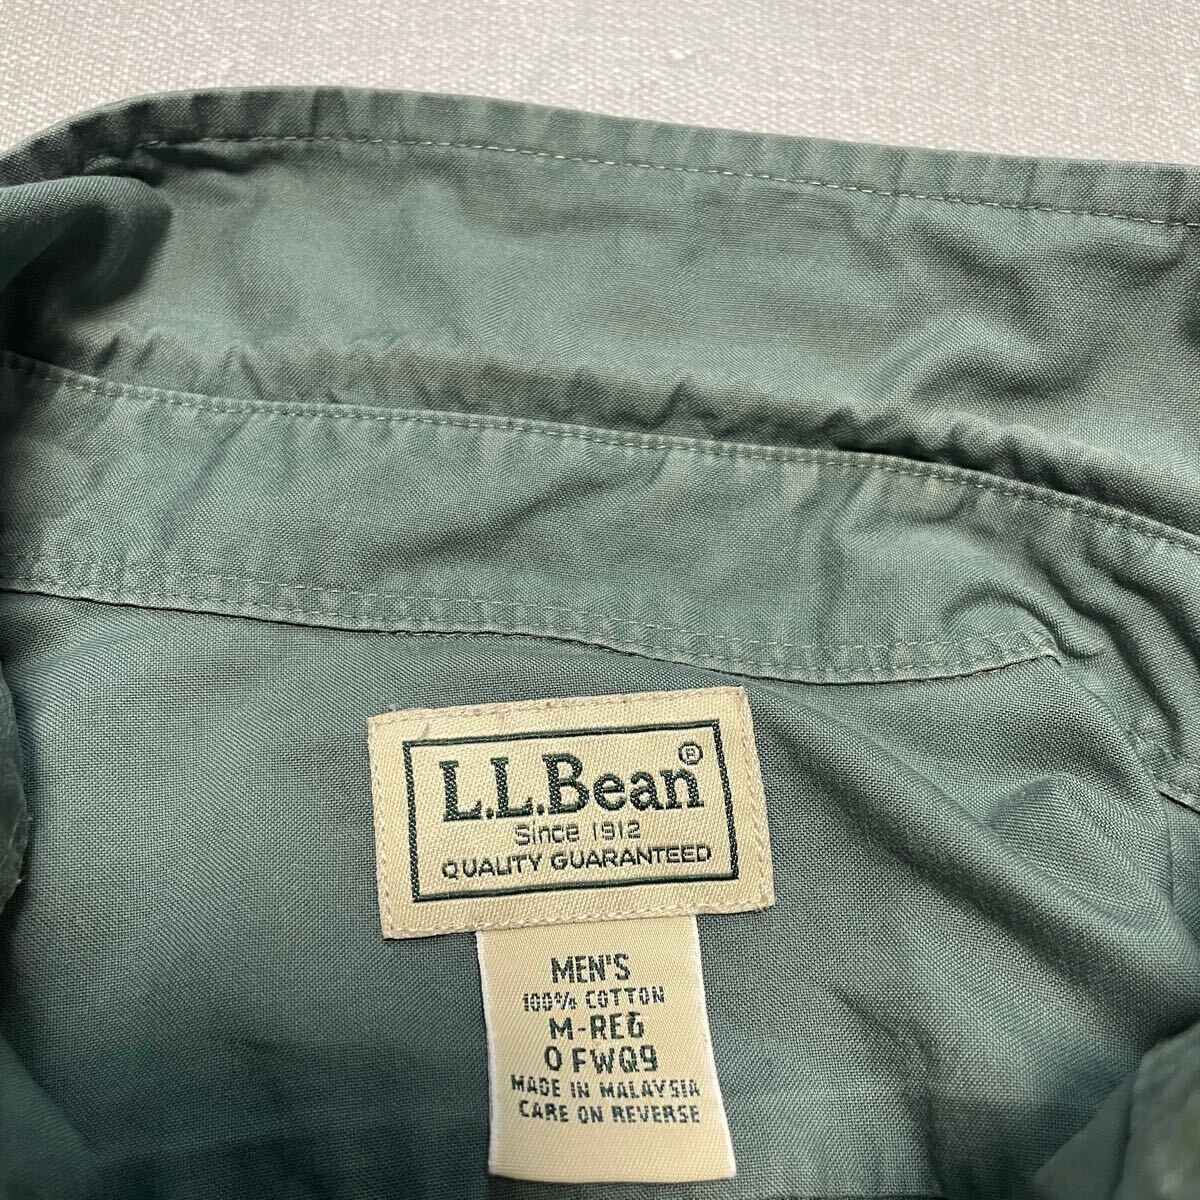 L.L.Bean®
Since 1912
QUALITY GUARANTEED
MEN'S
100% COTTON
M-REG
0 FWQ9
MADE IN MALAYSIA
CARE ON REVERSE